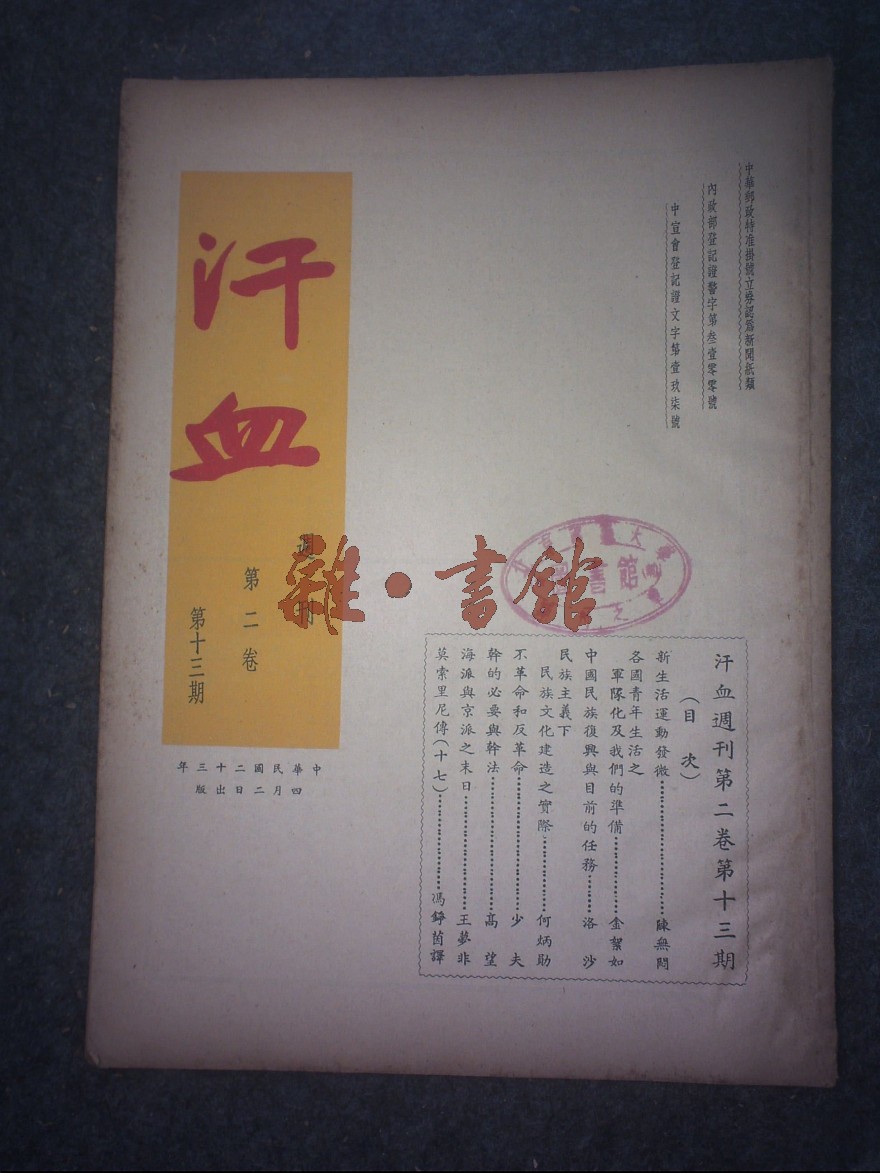 中華郵政特准掛號立券認爲新聞紙類
內政部登記證警字第叁壹零零號
中宣會登記證文字第壹玖柒號
汗血
週刊
第二卷
第十三期
中華民國二十三年
四月二日出版
雜·書館
書館
汗血週刊第二卷第十三期
(目次)
新生活運動發微……陳無悶
各國青年生活之
軍隊化及我們的準備……金絜如
中國民族復興與目前的任務……洛沙
民族主義下
民族文化建造之實際……何炳勛
不革命和反革命……少夫
幹的必要與幹法……高望
海派與京派之末日……王夢非
莫索里尼傳(十七)……馮錚茵譯